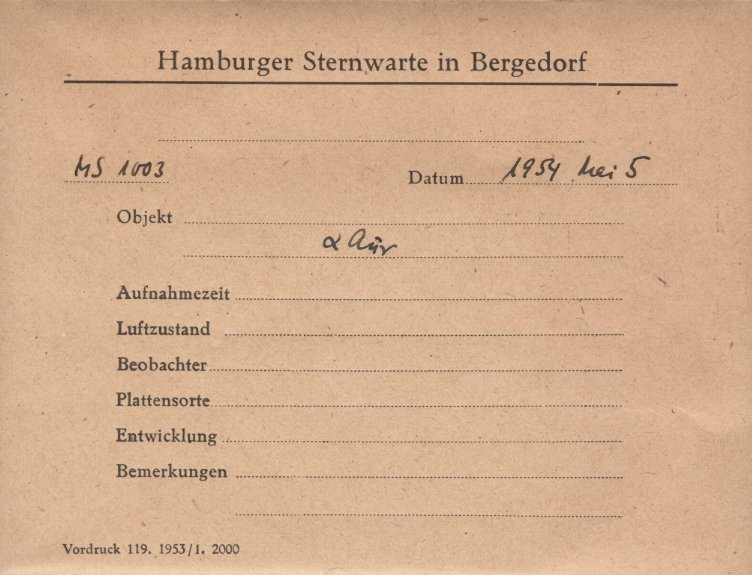 Hamburger Sternwarte in Bergedorf
MS 1003
Datum 1954 Mai 5
Objekt
α Aur
Aufnahmezeit
Luftzustand
Beobachter
Plattensorte
Entwicklung
Bemerkungen
Vordruck 119. 1953/1. 2000